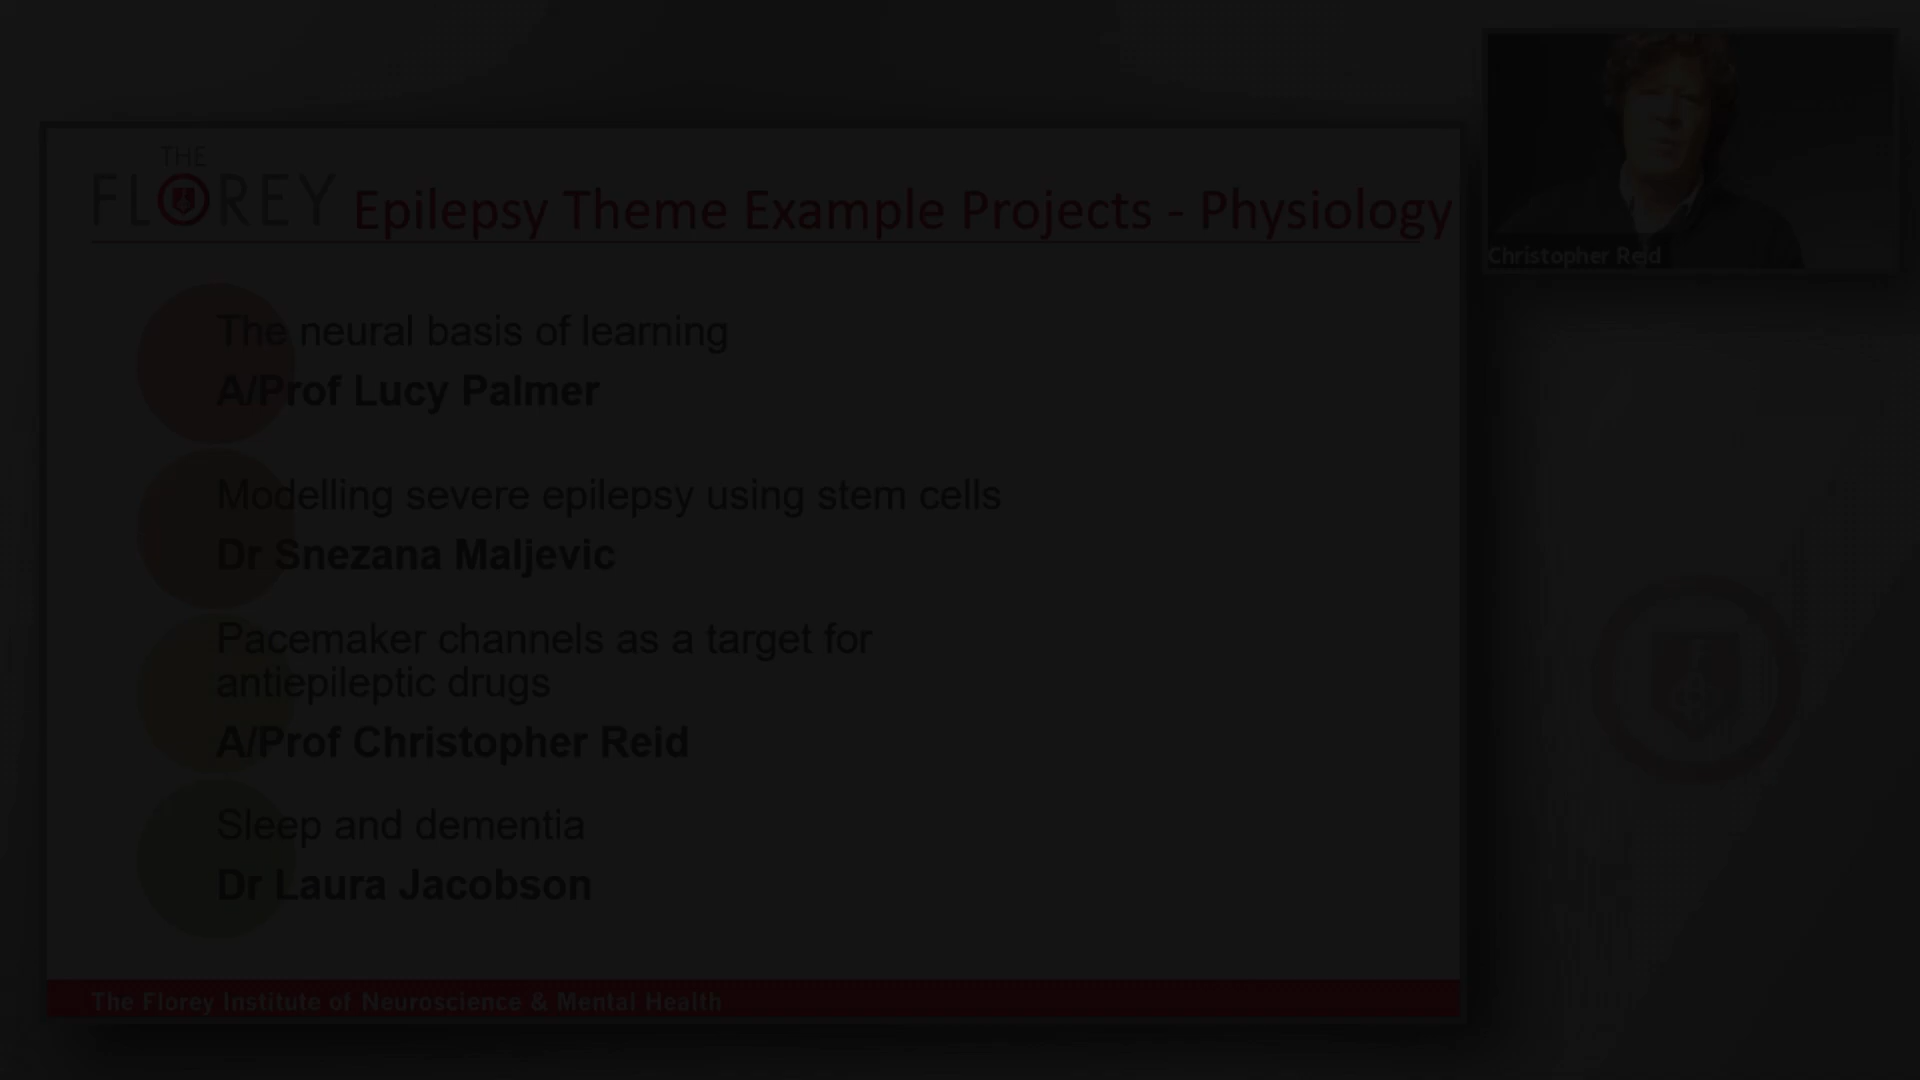 THE
FLOREY
Epilepsy Theme Example Projects - Physiology
Christopher Reid
The neural basis of learning
A/Prof Lucy Palmer
Modelling severe epilepsy using stem cells
Dr Snezana Maljevic
Pacemaker channels as a target for
antiepileptic drugs
A/Prof Christopher Reid
Sleep and dementia
Dr Laura Jacobson
The Florey Institute of Neuroscience & Mental Health